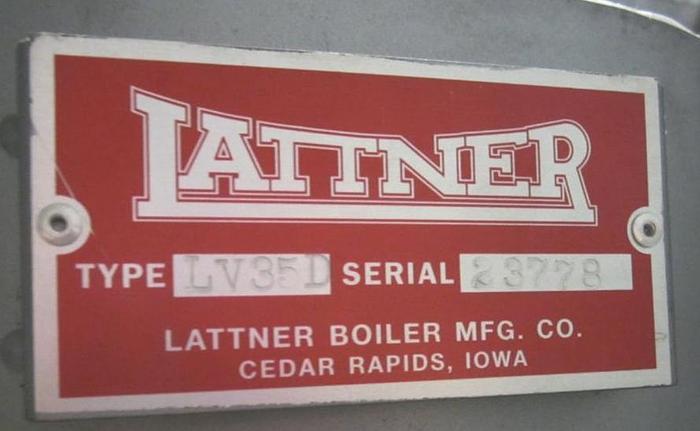 LATTNER
TYPE LV35D SERIAL 23778
LATTNER BOILER MFG. CO.
CEDAR RAPIDS, IOWA